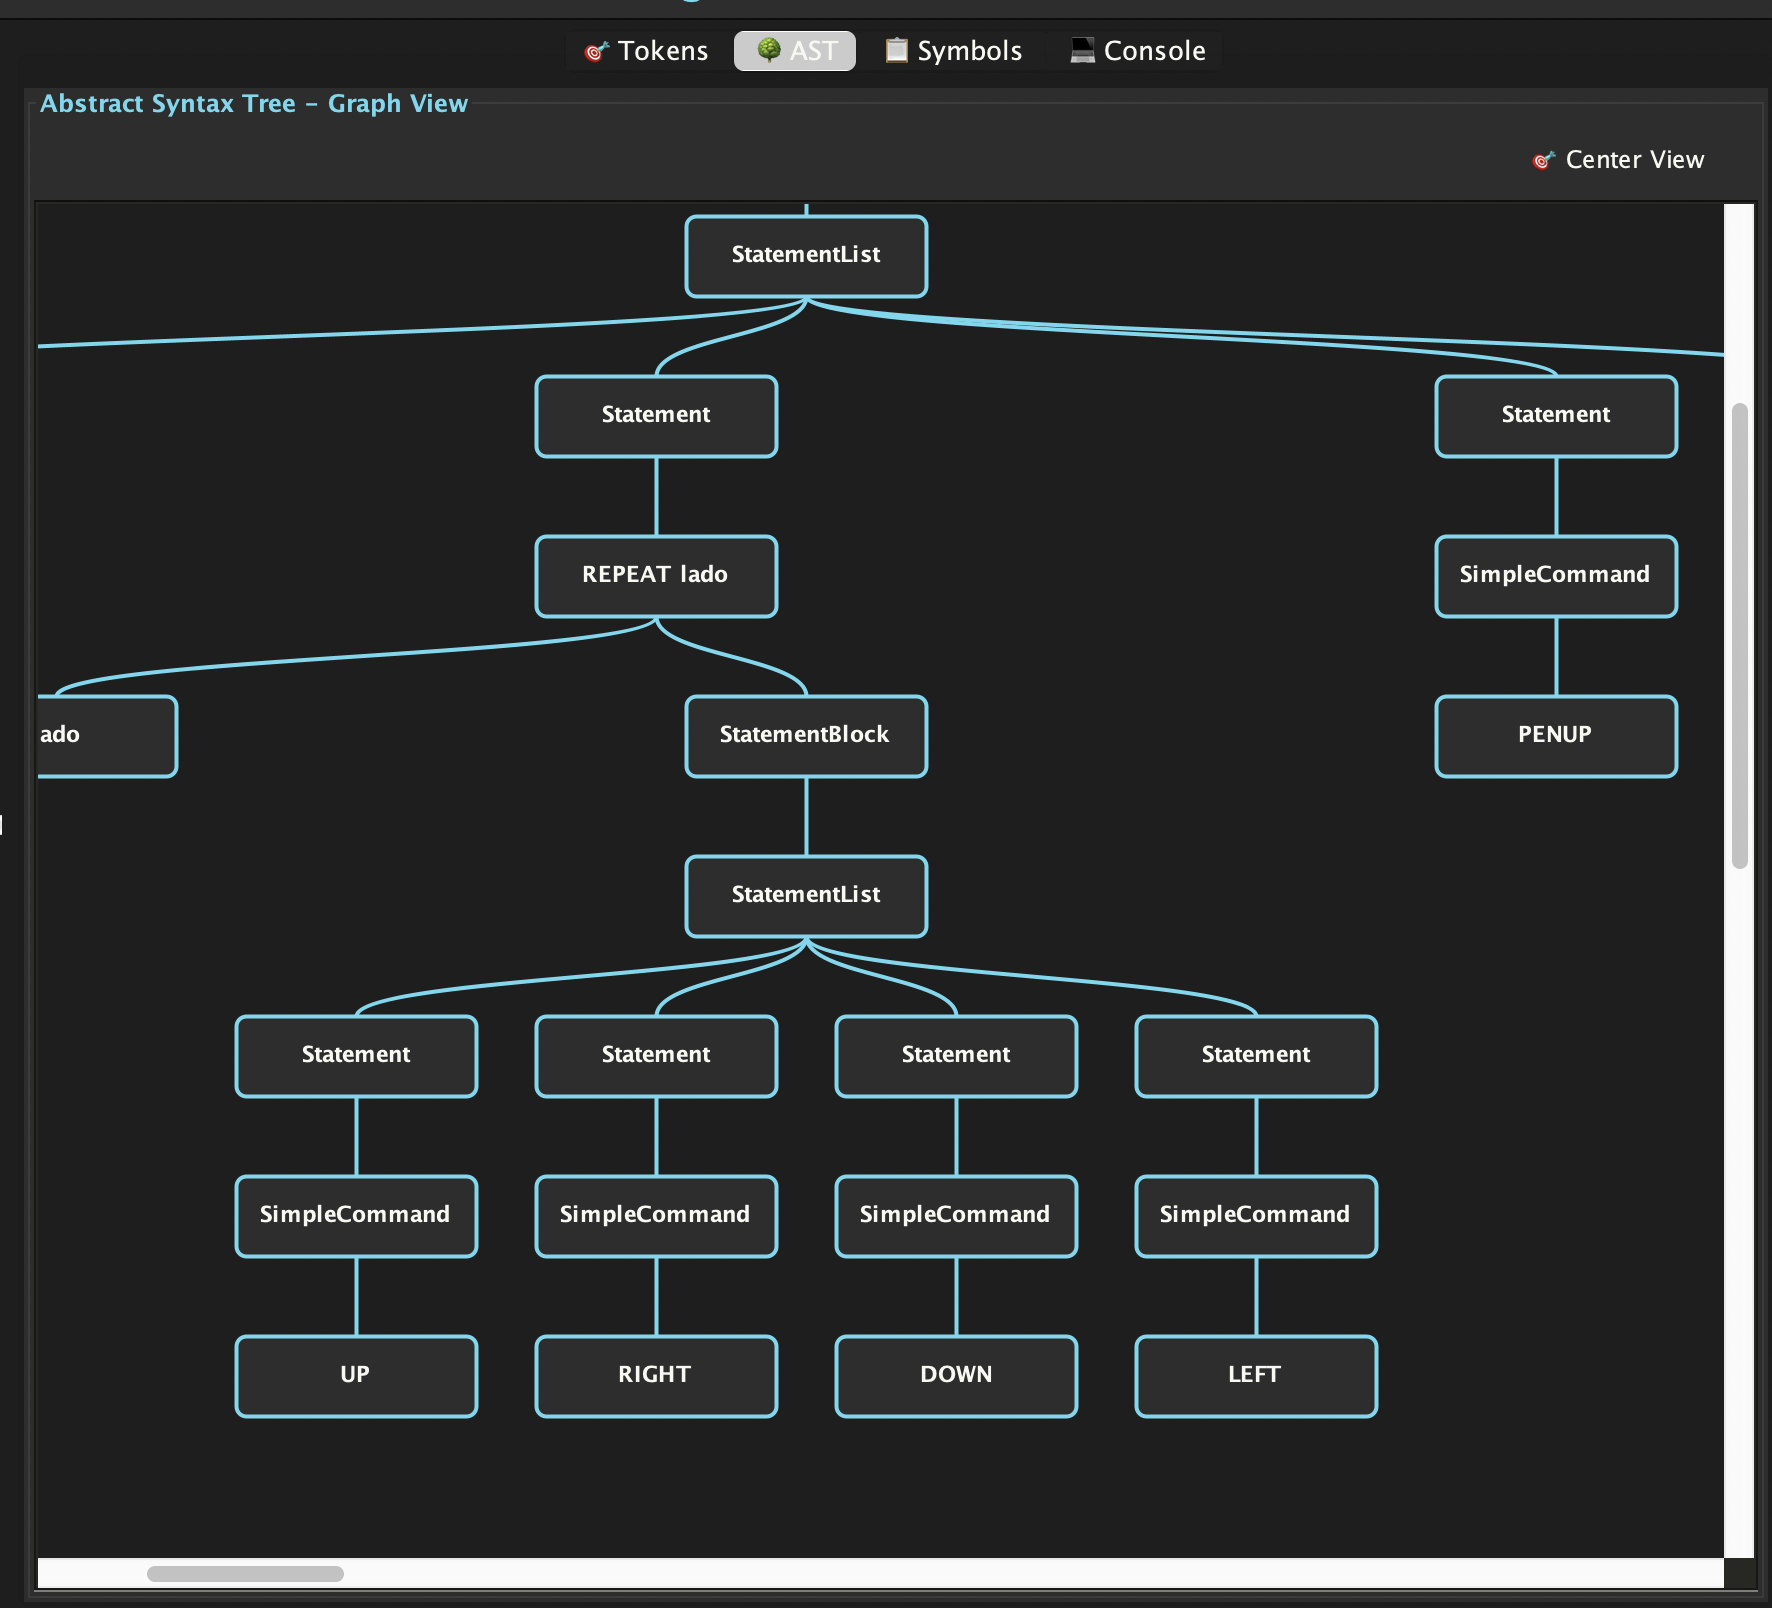 Tokens
AST
Symbols
Console
Abstract Syntax Tree – Graph View
Center View
StatementList
Statement
Statement
REPEAT lado
SimpleCommand
ado
StatementBlock
PENUP
StatementList
Statement
Statement
Statement
Statement
SimpleCommand
SimpleCommand
SimpleCommand
SimpleCommand
UP
RIGHT
DOWN
LEFT